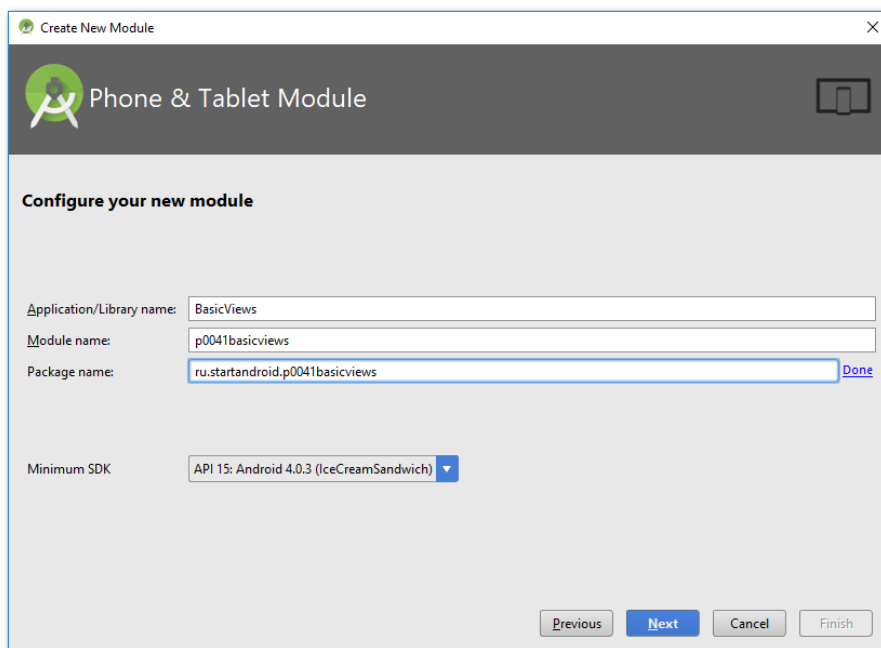 Create New Module
Phone & Tablet Module
Configure your new module
Application/Library name: BasicViews
Module name: p0041basicviews
Package name: ru.startandroid.p0041basicviews Done
Minimum SDK API 15: Android 4.0.3 (IceCreamSandwich)
Previous Next Cancel Finish